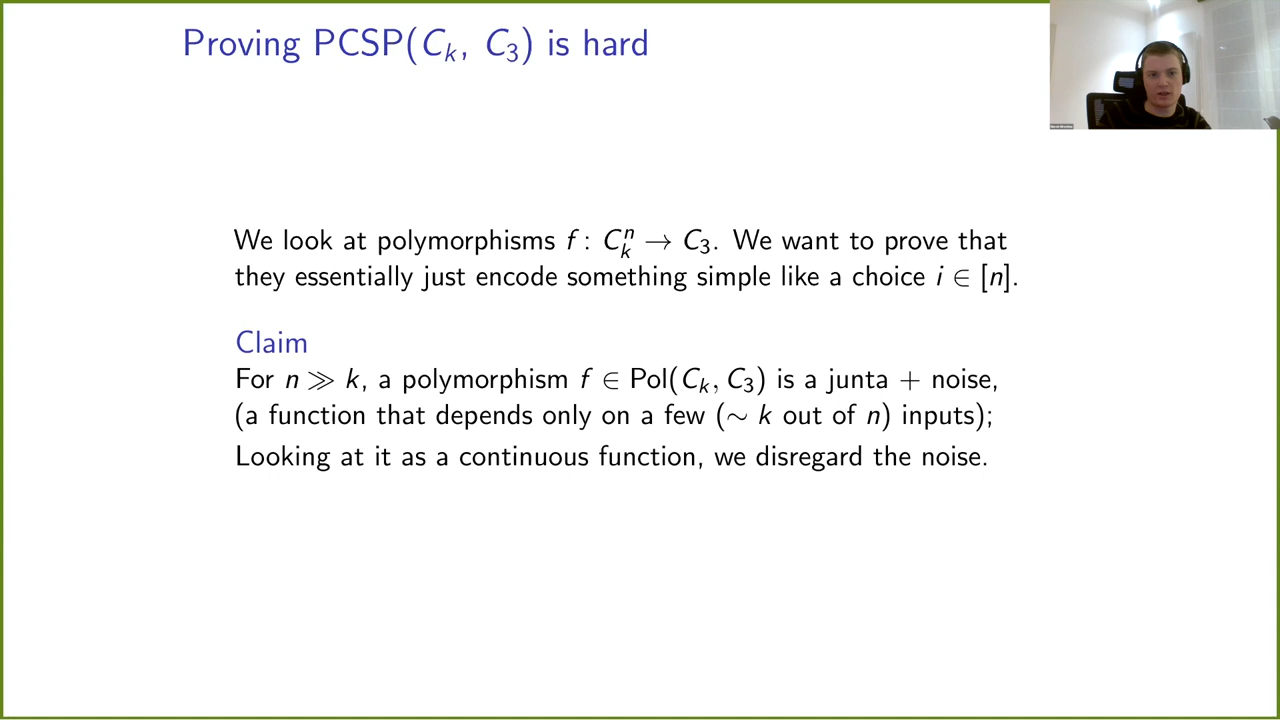 Proving PCSP(C_k, C_3) is hard
We look at polymorphisms f : C_k^n → C_3. We want to prove that
they essentially just encode something simple like a choice i ∈ [n].
Claim
For n ≫ k, a polymorphism f ∈ Pol(C_k, C_3) is a junta + noise,
(a function that depends only on a few (∼ k out of n) inputs);
Looking at it as a continuous function, we disregard the noise.